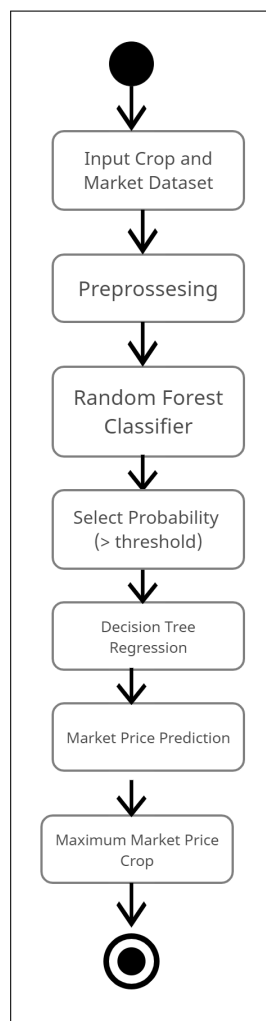 Input Crop and
Market Dataset
Preprossesing
Random Forest
Classifier
Select Probability
(> threshold)
Decision Tree
Regression
Market Price Prediction
Maximum Market Price
Crop